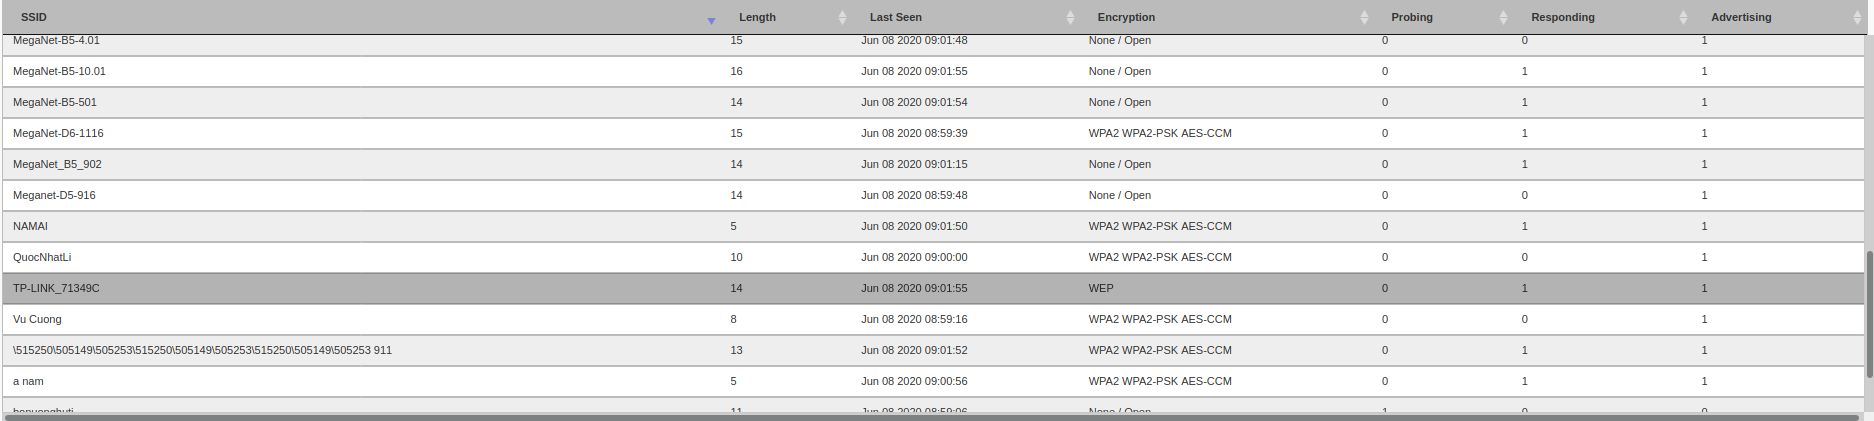 SSID Length Last Seen Encryption Probing Responding Advertising
MegaNet-B5-4.01 15 Jun 08 2020 09:01:48 None / Open 0 0 1
MegaNet-B5-10.01 16 Jun 08 2020 09:01:55 None / Open 0 1 1
MegaNet-B5-501 14 Jun 08 2020 09:01:54 None / Open 0 1 1
MegaNet-D6-1116 15 Jun 08 2020 08:59:39 WPA2 WPA2-PSK AES-CCM 0 1 1
MegaNet_B5_902 14 Jun 08 2020 09:01:15 None / Open 0 1 1
Meganet-D5-916 14 Jun 08 2020 08:59:48 None / Open 0 0 1
NAMAI 5 Jun 08 2020 09:01:50 WPA2 WPA2-PSK AES-CCM 0 1 1
QuocNhatLi 10 Jun 08 2020 09:00:00 WPA2 WPA2-PSK AES-CCM 0 0 1
TP-LINK_71349C 14 Jun 08 2020 09:01:55 WEP 0 1 1
Vu Cuong 8 Jun 08 2020 08:59:16 WPA2 WPA2-PSK AES-CCM 0 0 1
\515250\505149\505253\515250\505149\505253\515250\505149\505253 911 13 Jun 08 2020 09:01:52 WPA2 WPA2-PSK AES-CCM 0 1 1
a nam 5 Jun 08 2020 09:00:56 WPA2 WPA2-PSK AES-CCM 0 1 1
11 Jun 08 2020 08:59:06 None / Open 1 0 0